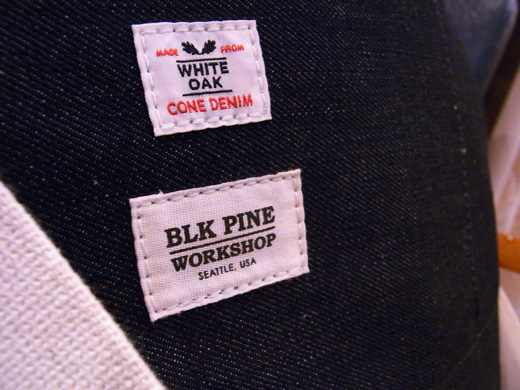 MADE FROM
WHITE
OAK
CONE DENIM
BLK PINE
WORKSHOP
SEATTLE, USA